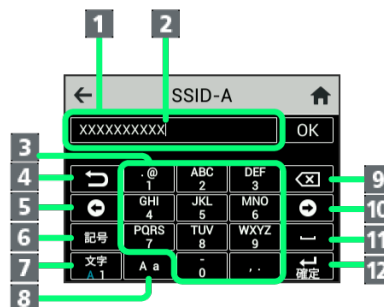 1 2
SSID-A
xxxxxxxxxx OK
3
4 .@ 1 ABC 2 DEF 3 9
5 GHI 4 JKL 5 MNO 6 10
6 記号 PQRS 7 TUV 8 WXYZ 9 11
7 文字 A 1 A a - 0 , . 確定 12
8